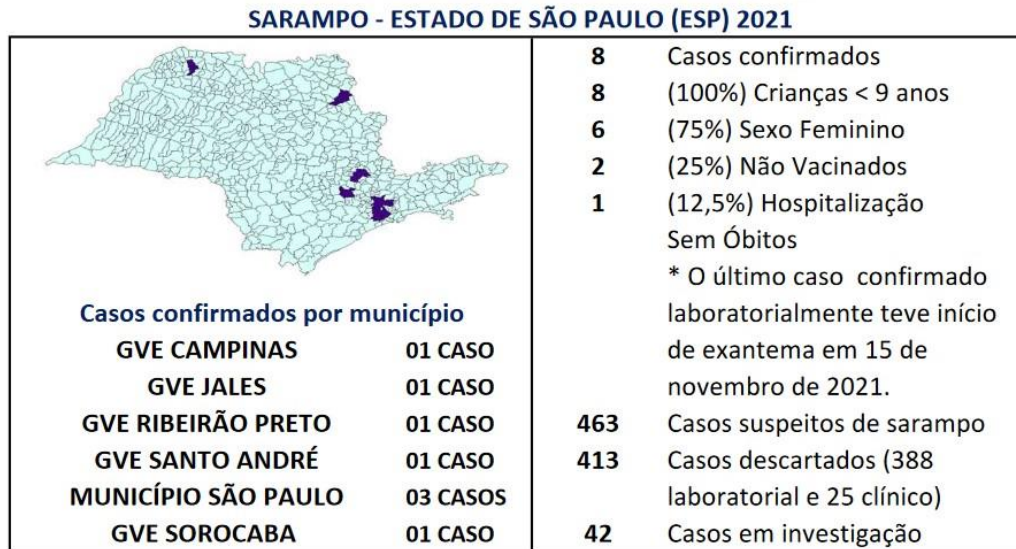 SARAMPO - ESTADO DE SÃO PAULO (ESP) 2021
Casos confirmados por município
GVE CAMPINAS 01 CASO
GVE JALES 01 CASO
GVE RIBEIRÃO PRETO 01 CASO
GVE SANTO ANDRÉ 01 CASO
MUNICÍPIO SÃO PAULO 03 CASOS
GVE SOROCABA 01 CASO
8 Casos confirmados
8 (100%) Crianças < 9 anos
6 (75%) Sexo Feminino
2 (25%) Não Vacinados
1 (12,5%) Hospitalização
Sem Óbitos
* O último caso confirmado
laboratorialmente teve início
de exantema em 15 de
novembro de 2021.
463 Casos suspeitos de sarampo
413 Casos descartados (388
laboratorial e 25 clínico)
42 Casos em investigação